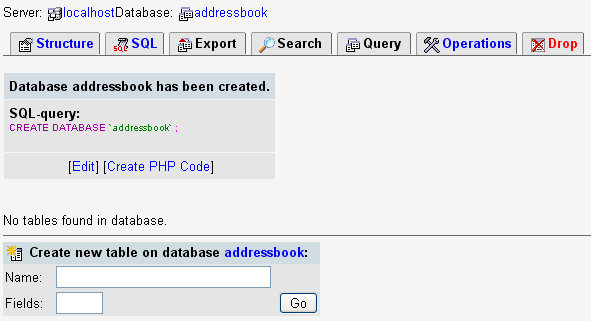 Server: localhostDatabase: addressbook
Structure SQL Export Search Query Operations Drop
Database addressbook has been created.
SQL-query:
CREATE DATABASE `addressbook` ;
[Edit] [Create PHP Code]
No tables found in database.
Create new table on database addressbook:
Name:
Fields: Go